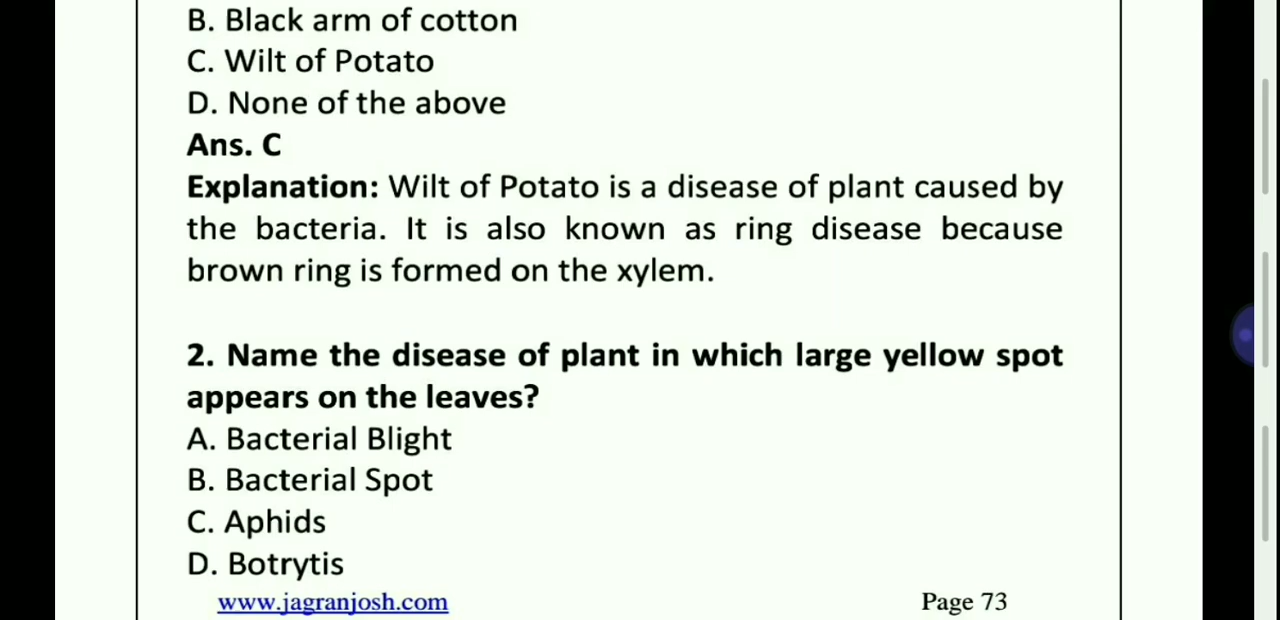 B. Black arm of cotton
C. Wilt of Potato
D. None of the above
Ans. C
Explanation: Wilt of Potato is a disease of plant caused by
the bacteria. It is also known as ring disease because
brown ring is formed on the xylem.
2. Name the disease of plant in which large yellow spot
appears on the leaves?
A. Bacterial Blight
B. Bacterial Spot
C. Aphids
D. Botrytis
www.jagranjosh.com Page 73